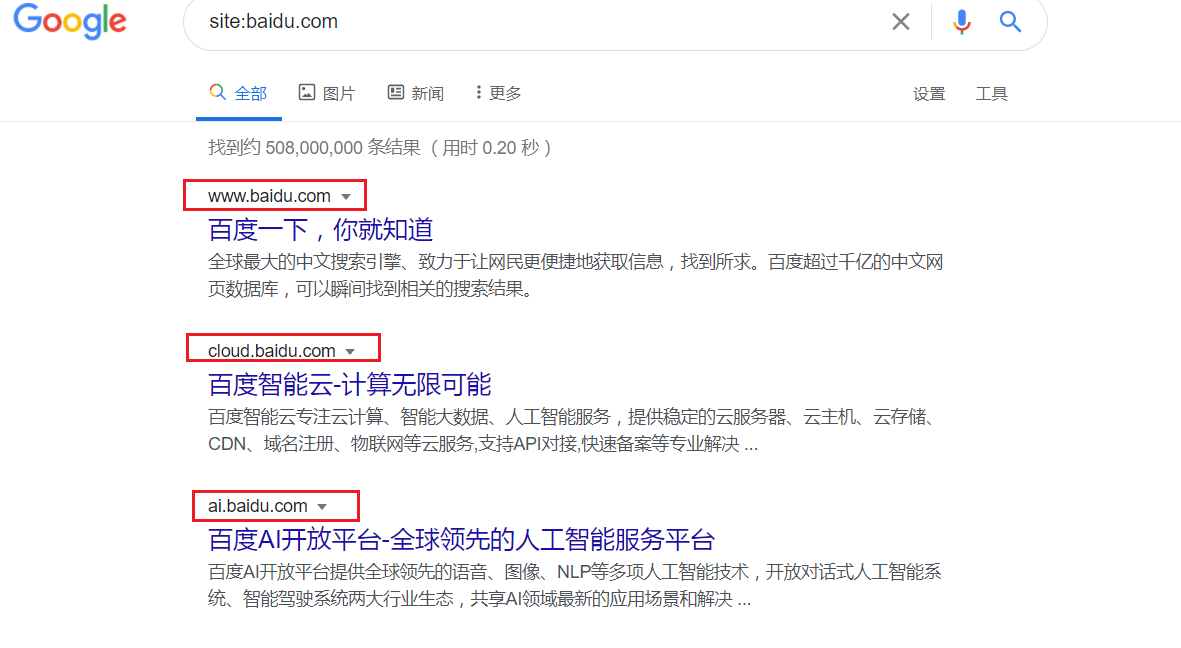 Google
site:baidu.com
全部 图片 新闻 更多 设置 工具
找到约 508,000,000 条结果 （用时 0.20 秒）
www.baidu.com
百度一下，你就知道
全球最大的中文搜索引擎、致力于让网民更便捷地获取信息，找到所求。百度超过千亿的中文网
页数据库，可以瞬间找到相关的搜索结果。
cloud.baidu.com
百度智能云-计算无限可能
百度智能云专注云计算、智能大数据、人工智能服务，提供稳定的云服务器、云主机、云存储、
CDN、域名注册、物联网等云服务,支持API对接,快速备案等专业解决 ...
ai.baidu.com
百度AI开放平台-全球领先的人工智能服务平台
百度AI开放平台提供全球领先的语音、图像、NLP等多项人工智能技术，开放对话式人工智能系
统、智能驾驶系统两大行业生态，共享AI领域最新的应用场景和解决 ...